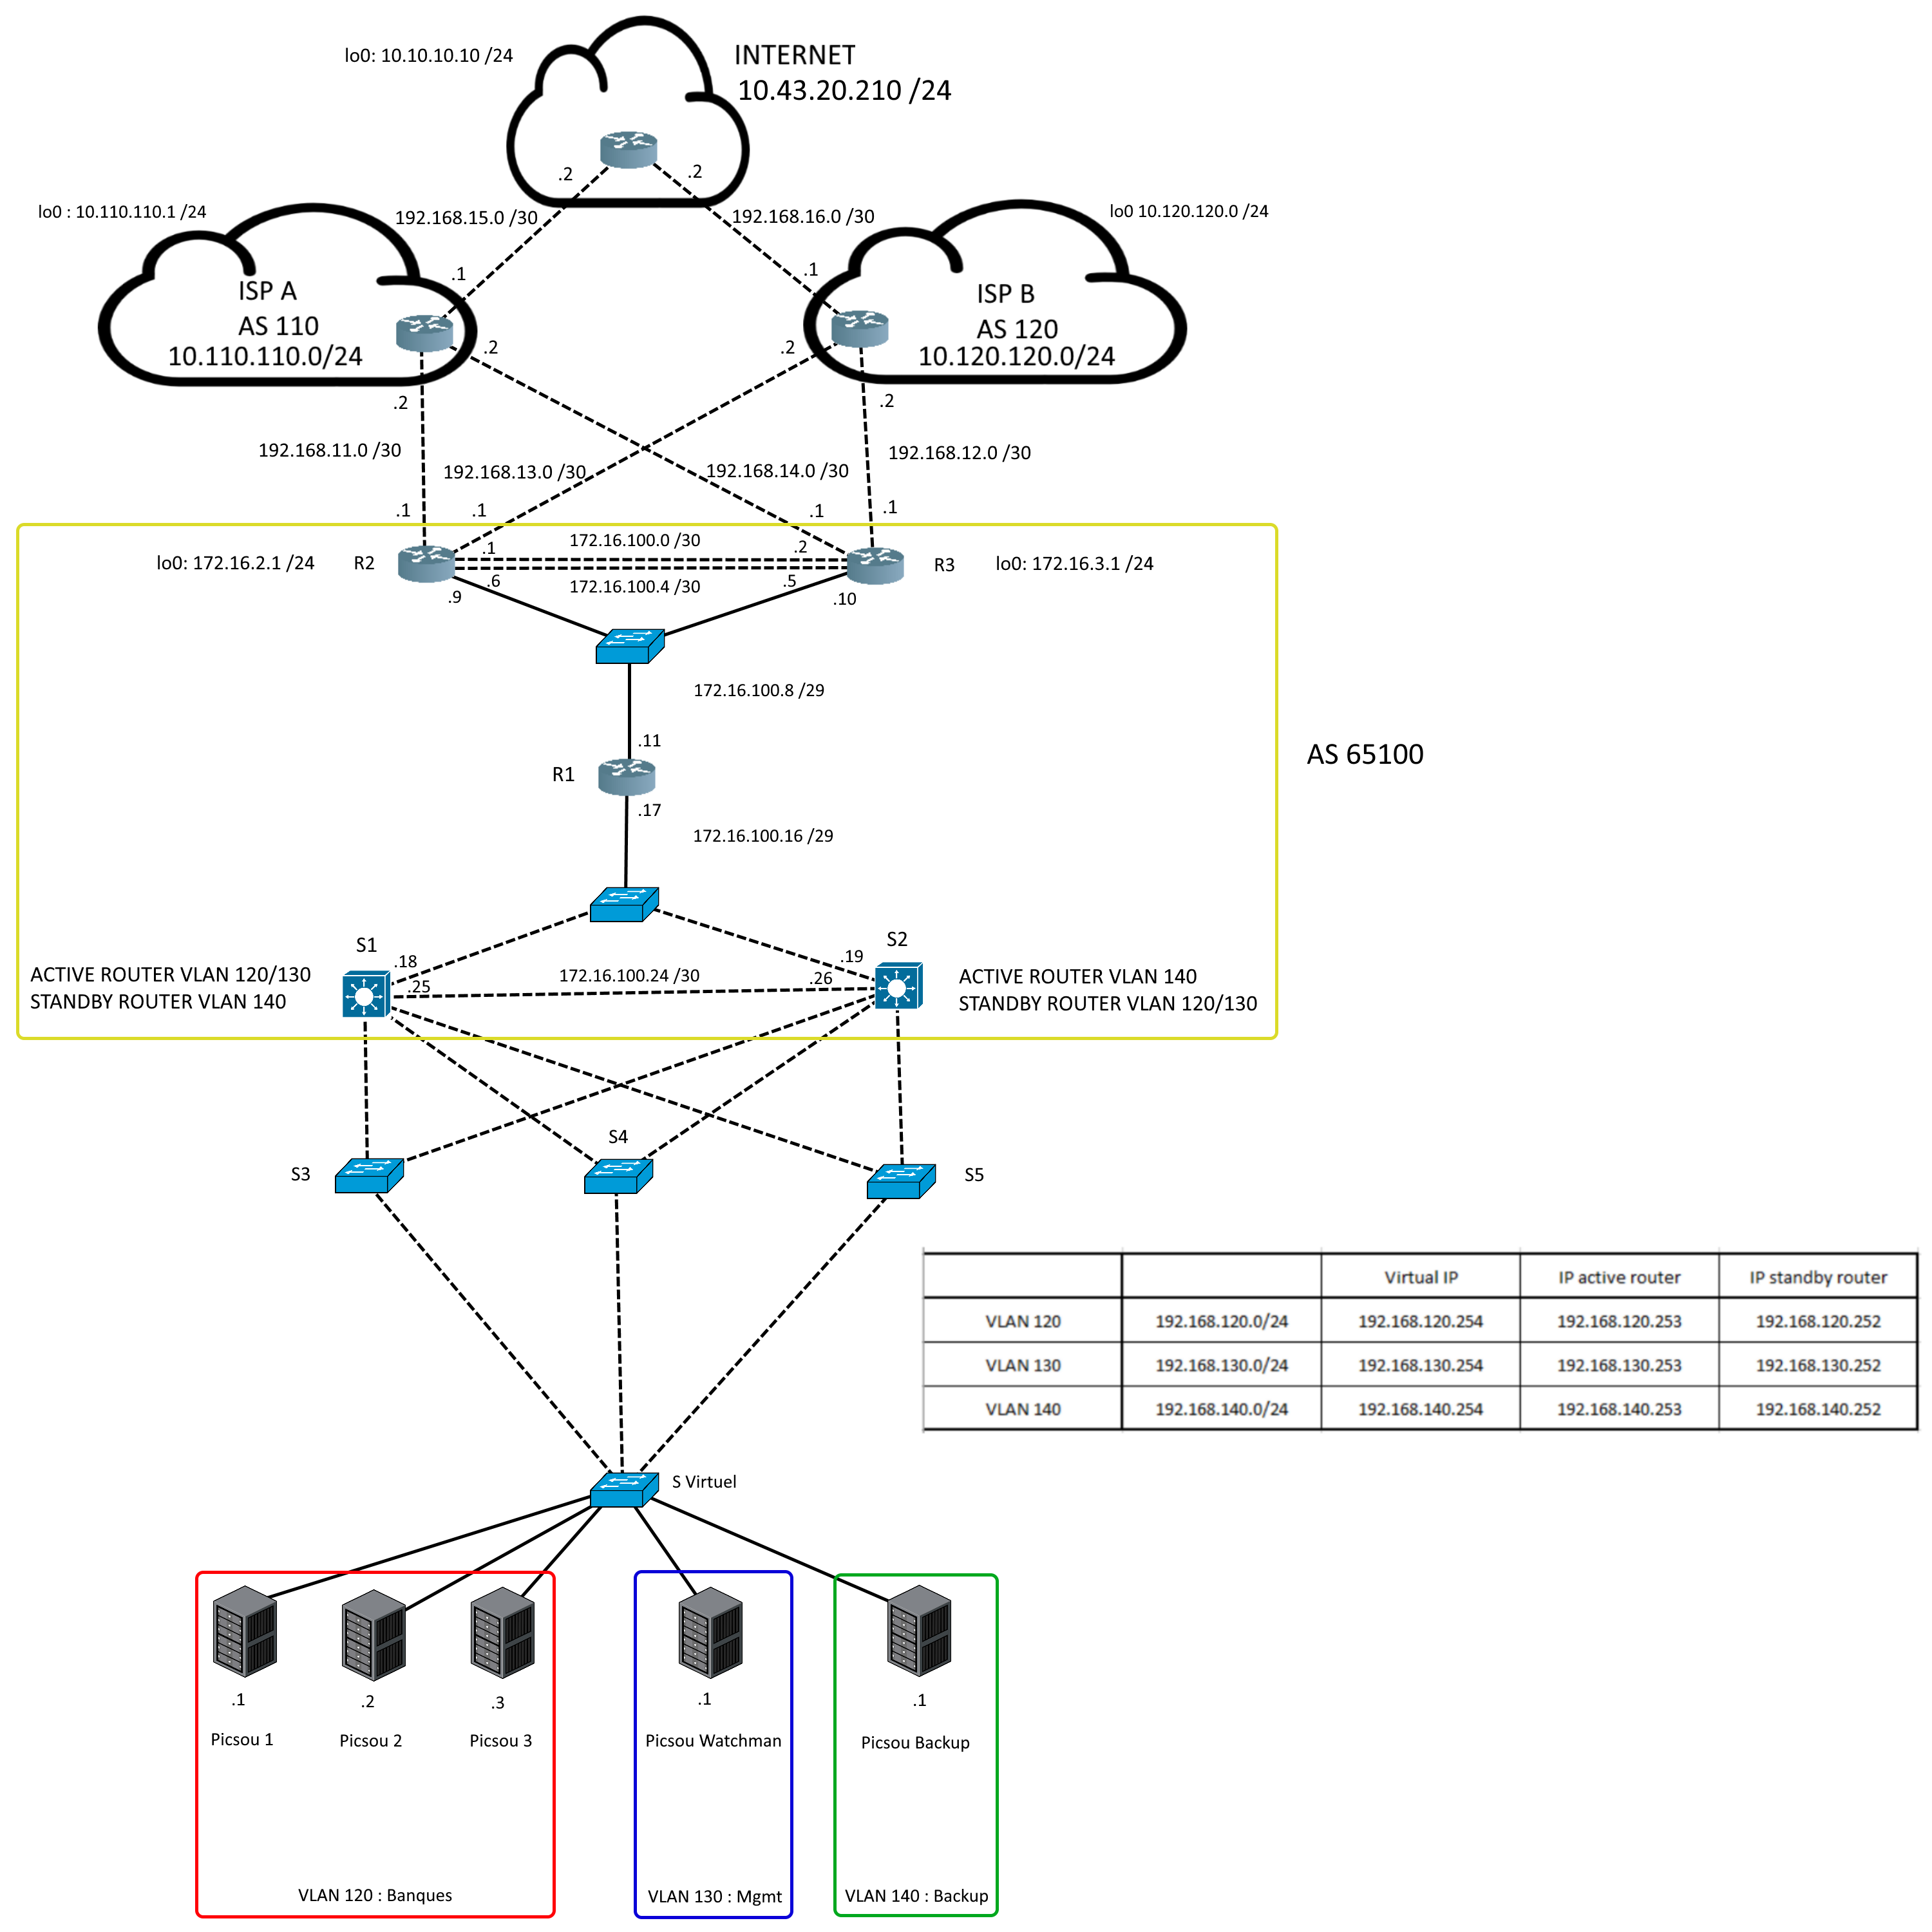 lo0: 10.10.10.10 /24
INTERNET
10.43.20.210 /24
.2
.2
lo0 : 10.110.110.1 /24
192.168.15.0 /30
192.168.16.0 /30
lo0 10.120.120.0 /24
.1
.1
ISP A
AS 110
10.110.110.0/24
ISP B
AS 120
10.120.120.0/24
.2
.2
.2
.2
192.168.11.0 /30
192.168.13.0 /30
192.168.14.0 /30
192.168.12.0 /30
.1
.1
.1
.1
lo0: 172.16.2.1 /24
R2
.1
172.16.100.0 /30
.2
R3
lo0: 172.16.3.1 /24
.6
172.16.100.4 /30
.5
.9
.10
172.16.100.8 /29
.11
R1
AS 65100
.17
172.16.100.16 /29
S1
S2
.18
.19
ACTIVE ROUTER VLAN 120/130
STANDBY ROUTER VLAN 140
.25
172.16.100.24 /30
.26
ACTIVE ROUTER VLAN 140
STANDBY ROUTER VLAN 120/130
S3
S4
S5
Virtual IP IP active router IP standby router
VLAN 120 192.168.120.0/24 192.168.120.254 192.168.120.253 192.168.120.252
VLAN 130 192.168.130.0/24 192.168.130.254 192.168.130.253 192.168.130.252
VLAN 140 192.168.140.0/24 192.168.140.254 192.168.140.253 192.168.140.252
S Virtuel
.1
.2
.3
.1
.1
Picsou 1
Picsou 2
Picsou 3
Picsou Watchman
Picsou Backup
VLAN 120 : Banques
VLAN 130 : Mgmt
VLAN 140 : Backup